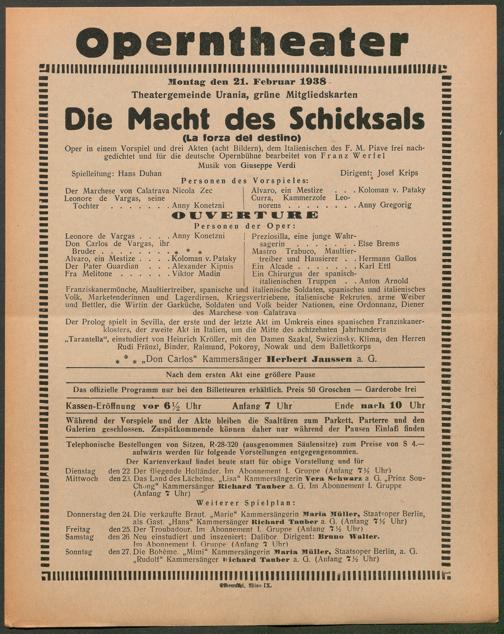 Operntheater
Montag den 21. Februar 1938
Theatergemeinde Urania, grüne Mitgliedskarten
Die Macht des Schicksals
(La forza del destino)
Oper in einem Vorspiel und drei Akten (acht Bildern), dem Italienischen des F. M. Piave frei nach-
gedichtet und für die deutsche Opernbühne bearbeitet von Franz Werfel
Musik von Giuseppe Verdi
Spielleitung: Hans Duhan Dirigent: Josef Krips
Personen des Vorspieles:
Der Marchese von Calatrava Nicola Zec
Leonore de Vargas, seine
Tochter . . . . . . Anny Konetzni
Alvaro, ein Mestize . . . Koloman v. Pataky
Curra, Kammerzofe Leo-
norens . . . . . . . . Anny Gregorig
OUVERTURE
Personen der Oper:
Leonore de Vargas . . . Anny Konetzni
Don Carlos de Vargas, ihr
Bruder . . . . . . . * * *
Alvaro, ein Mestize . . . Koloman v. Pataky
Der Pater Guardian . . . Alexander Kipnis
Fra Melitone . . . . . Viktor Madin
Preziosilla, eine junge Wahr-
sagerin . . . . . . . Else Brems
Mastro Trabuco, Maultier-
treiber und Hausierer . . Hermann Gallos
Ein Alcade . . . . . . . Karl Ettl
Ein Chirurgus der spanisch-
italienischen Truppen . . Anton Arnold
Franziskanermönche, Maultiertreiber, spanische und italienische Soldaten, spanisches und italienisches
Volk, Marketenderinnen und Lagerdirnen, Kriegsvertriebene, italienische Rekruten, arme Weiber
und Bettler, die Wirtin der Garküche, Soldaten und Volk beider Nationen, eine Ordonnanz, Diener
des Marchese von Calatrava
Der Prolog spielt in Sevilla, der erste und der letzte Akt im Umkreis eines spanischen Franziskaner-
klosters, der zweite Akt in Italien, um die Mitte des achtzehnten Jahrhunderts
„Tarantella", einstudiert von Heinrich Kröller, mit den Damen Szakal, Swiezinsky, Klima, den Herren
Rudi Fränzl, Binder, Raimund, Pokorny, Nowak und dem Ballettkorps
* * * „Don Carlos" Kammersänger Herbert Janssen a. G.
Nach dem ersten Akt eine größere Pause
Das offizielle Programm nur bei den Billetteuren erhältlich. Preis 50 Groschen — Garderobe frei
Kassen-Eröffnung vor 6½ Uhr Anfang 7 Uhr Ende nach 10 Uhr
Während der Vorspiele und der Akte bleiben die Saaltüren zum Parkett, Parterre und den
Galerien geschlossen. Zuspätkommende können daher nur während der Pausen Einlaß finden
Telephonische Bestellungen von Sitzen, R-28-320 (ausgenommen Säulensitze) zum Preise von S 4.—
aufwärts werden für folgende Vorstellungen entgegengenommen.
Der Kartenverkauf findet heute statt für obige Vorstellung und für
Dienstag den 22. Der fliegende Holländer. Im Abonnement I. Gruppe (Anfang 7½ Uhr)
Mittwoch den 23. Das Land des Lächelns. „Lisa" Kammersängerin Vera Schwarz a. G. „Prinz Sou-
Chong" Kammersänger Richard Tauber a. G. Im Abonnement I. Gruppe
(Anfang 7 Uhr)
Weiterer Spielplan:
Donnerstag den 24. Die verkaufte Braut. „Marie" Kammersängerin Maria Müller, Staatsoper Berlin,
als Gast. „Hans" Kammersänger Richard Tauber a. G. (Anfang 7½ Uhr)
Freitag den 25. Der Troubadour. Im Abonnement I. Gruppe (Anfang 7½ Uhr)
Samstag den 26. Neu einstudiert und inszeniert: Dalibor. Dirigent: Bruno Walter.
Im Abonnement I. Gruppe (Anfang 7 Uhr)
Sonntag den 27. Die Bohème. „Mimi" Kammersängerin Maria Müller, Staatsoper Berlin, a. G.
„Rudolf" Kammersänger Richard Tauber a. G. (Anfang 7½ Uhr)